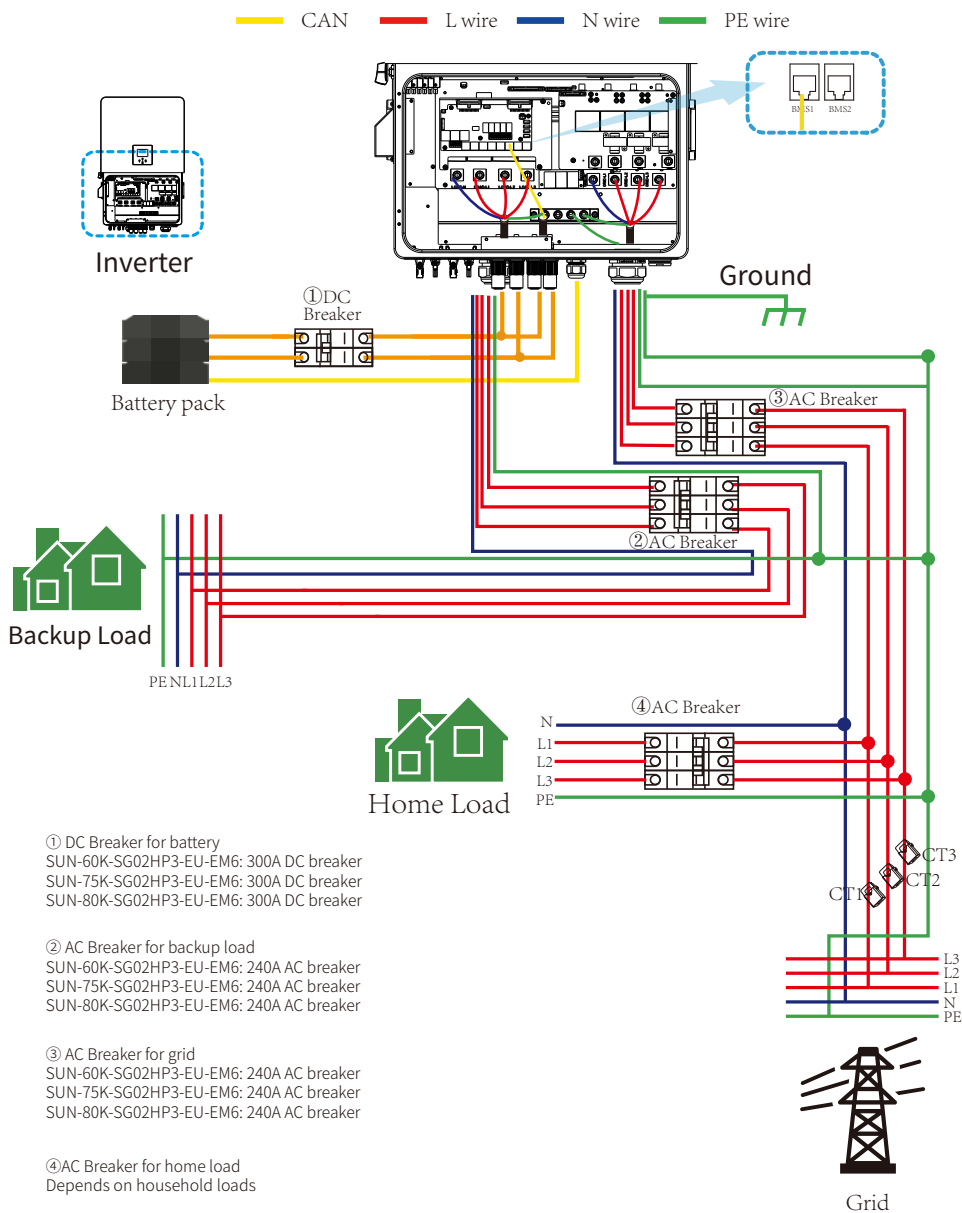 CAN
L wire
N wire
PE wire
BMS1
BMS2
Inverter
Ground
①DC
Breaker
Battery pack
③AC Breaker
②AC Breaker
Backup Load
PE N L1 L2 L3
④AC Breaker
N
L1
L2
L3
PE
Home Load
CT3
CT2
CT1
① DC Breaker for battery
SUN-60K-SG02HP3-EU-EM6: 300A DC breaker
SUN-75K-SG02HP3-EU-EM6: 300A DC breaker
SUN-80K-SG02HP3-EU-EM6: 300A DC breaker
② AC Breaker for backup load
SUN-60K-SG02HP3-EU-EM6: 240A AC breaker
SUN-75K-SG02HP3-EU-EM6: 240A AC breaker
SUN-80K-SG02HP3-EU-EM6: 240A AC breaker
L3
L2
L1
N
PE
③ AC Breaker for grid
SUN-60K-SG02HP3-EU-EM6: 240A AC breaker
SUN-75K-SG02HP3-EU-EM6: 240A AC breaker
SUN-80K-SG02HP3-EU-EM6: 240A AC breaker
④AC Breaker for home load
Depends on household loads
Grid